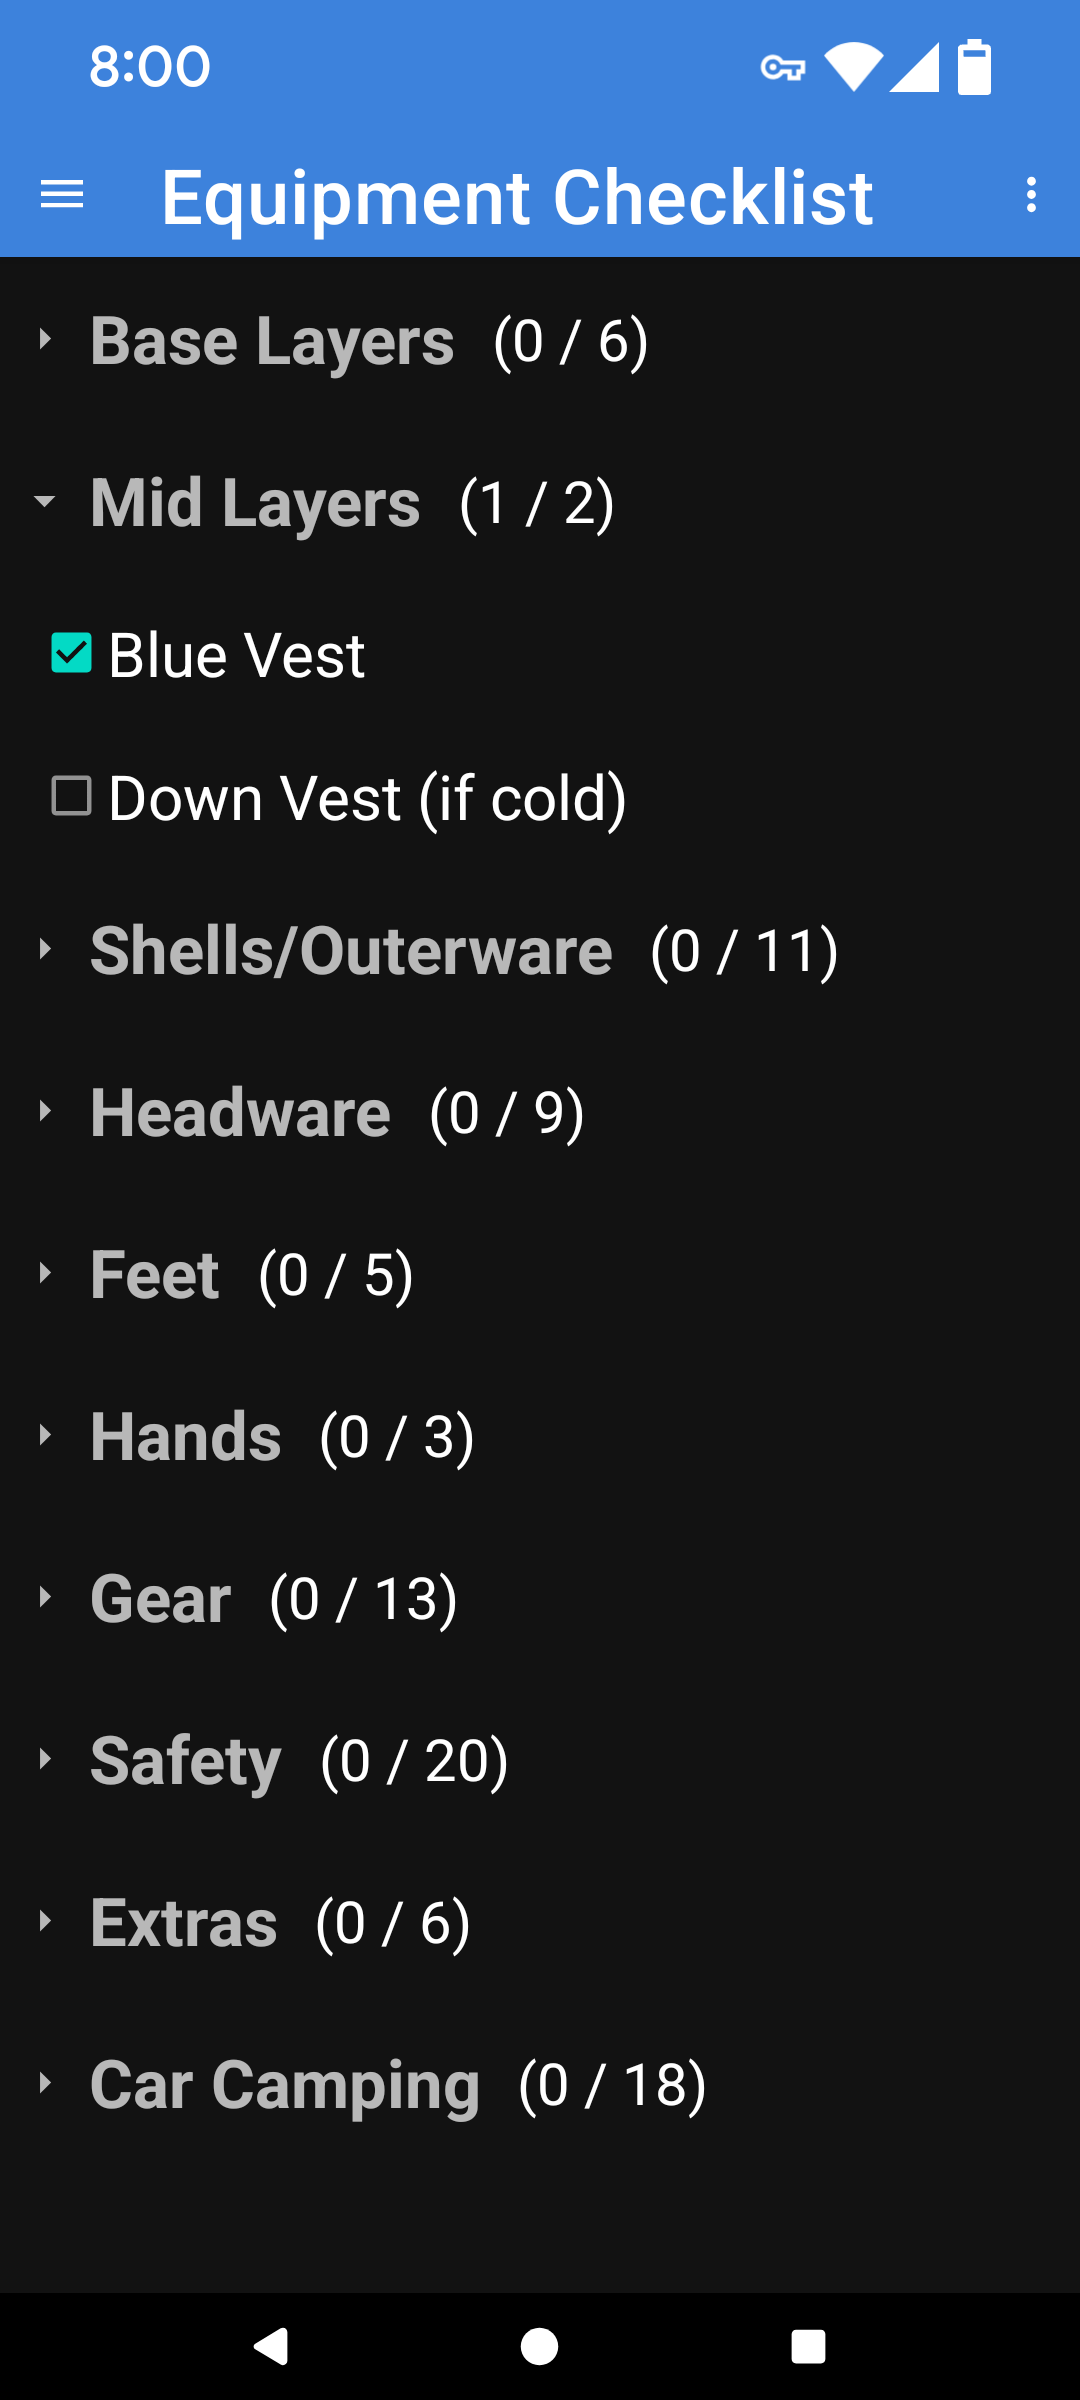 8:00
Equipment Checklist
Base Layers (0 / 6)
Mid Layers (1 / 2)
Blue Vest
Down Vest (if cold)
Shells/Outerware (0 / 11)
Headware (0 / 9)
Feet (0 / 5)
Hands (0 / 3)
Gear (0 / 13)
Safety (0 / 20)
Extras (0 / 6)
Car Camping (0 / 18)